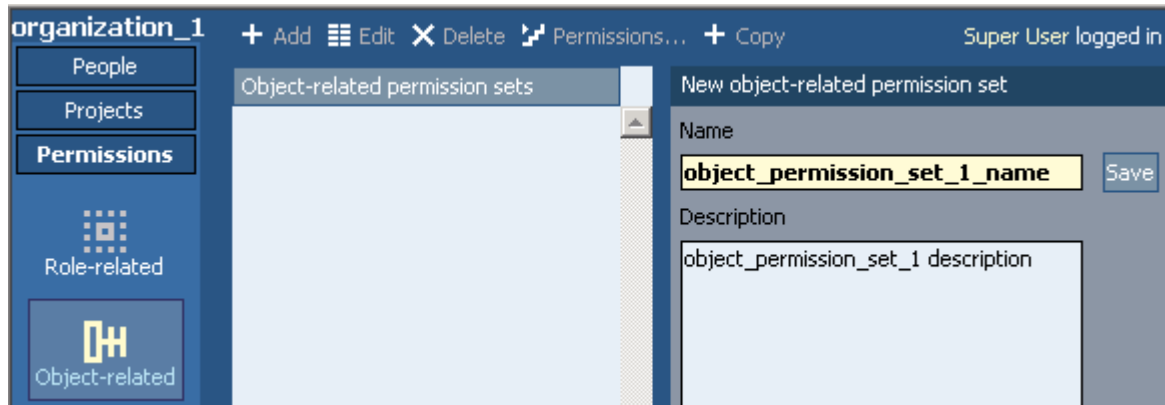 organization_1
Add Edit Delete Permissions... Copy
Super User logged in
People
Projects
Permissions
Role-related
Object-related
Object-related permission sets
New object-related permission set
Name
object_permission_set_1_name
Save
Description
object_permission_set_1 description